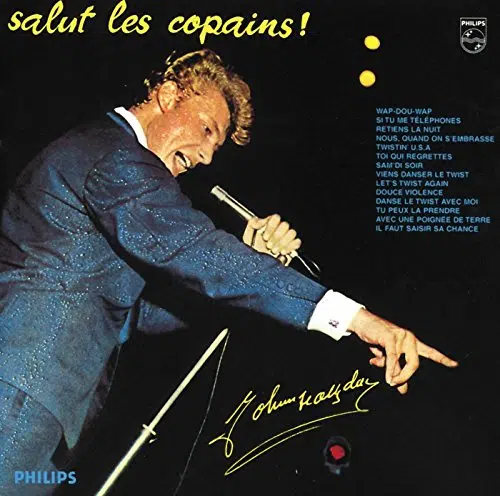 salut les copains!
PHILIPS
WAP-DOU-WAP
SI TU ME TÉLÉPHONES
RETIENS LA NUIT
NOUS, QUAND ON S'EMBRASSE
TWISTIN' U.S.A
TOI QUI REGRETTES
SAM'DI SOIR
VIENS DANSER LE TWIST
LET'S TWIST AGAIN
DOUCE VIOLENCE
DANSE LE TWIST AVEC MOI
TU PEUX LA PRENDRE
AVEC UNE POIGNÉE DE TERRE
IL FAUT SAISIR SA CHANCE
Johnny Hallyday
PHILIPS